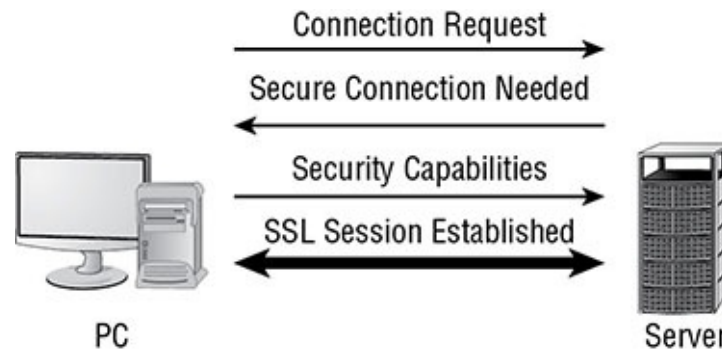 Connection Request
Secure Connection Needed
Security Capabilities
SSL Session Established
PC
Server